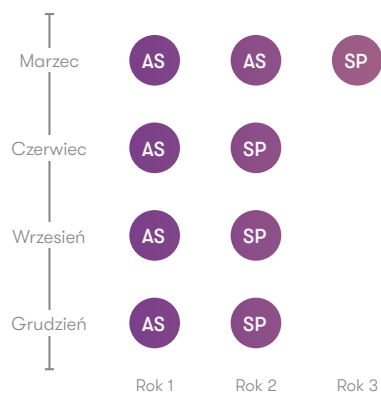 Marzec AS AS SP
Czerwiec AS SP
Wrzesień AS SP
Grudzień AS SP
Rok 1 Rok 2 Rok 3